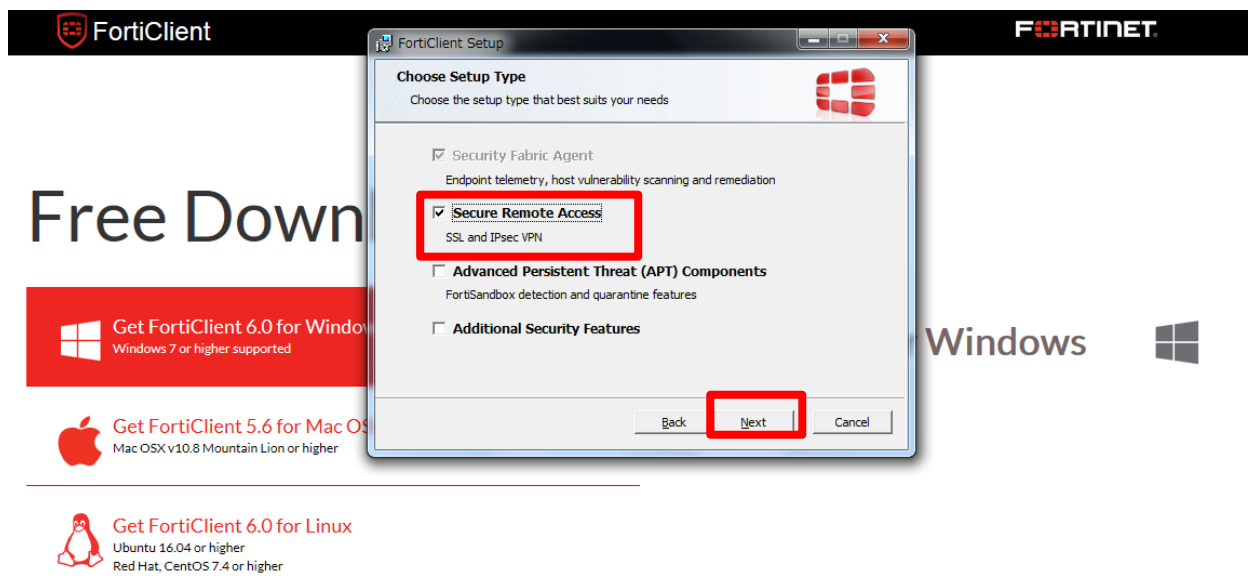 FortiClient
FORTINET
FortiClient Setup
Choose Setup Type
Choose the setup type that best suits your needs
Security Fabric Agent
Endpoint telemetry, host vulnerability scanning and remediation
Secure Remote Access
SSL and IPsec VPN
Advanced Persistent Threat (APT) Components
FortiSandbox detection and quarantine features
Additional Security Features
Back
Next
Cancel
Free Down
Get FortiClient 6.0 for Window
Windows 7 or higher supported
Windows
Get FortiClient 5.6 for Mac OS
Mac OSX v10.8 Mountain Lion or higher
Get FortiClient 6.0 for Linux
Ubuntu 16.04 or higher
Red Hat, CentOS 7.4 or higher